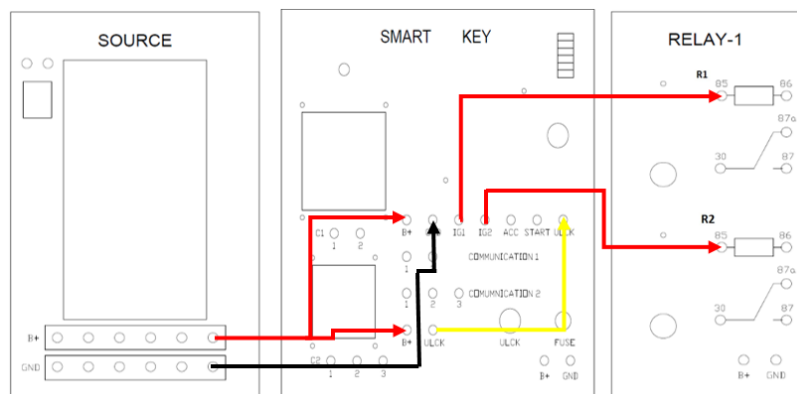 SOURCE
B+
GND
SMART KEY
C1
1 2
B+ IG1 IG2 ACC START ULCK
1
COMMUNICATION 1
COMUMNICATION 2
1 2 3
B+ ULCK
ULCK
FUSE
C2
1 2 3
B+ GND
RELAY-1
R1
85 86
87a
30 87
R2
85 86
87a
30 87
B+ GND